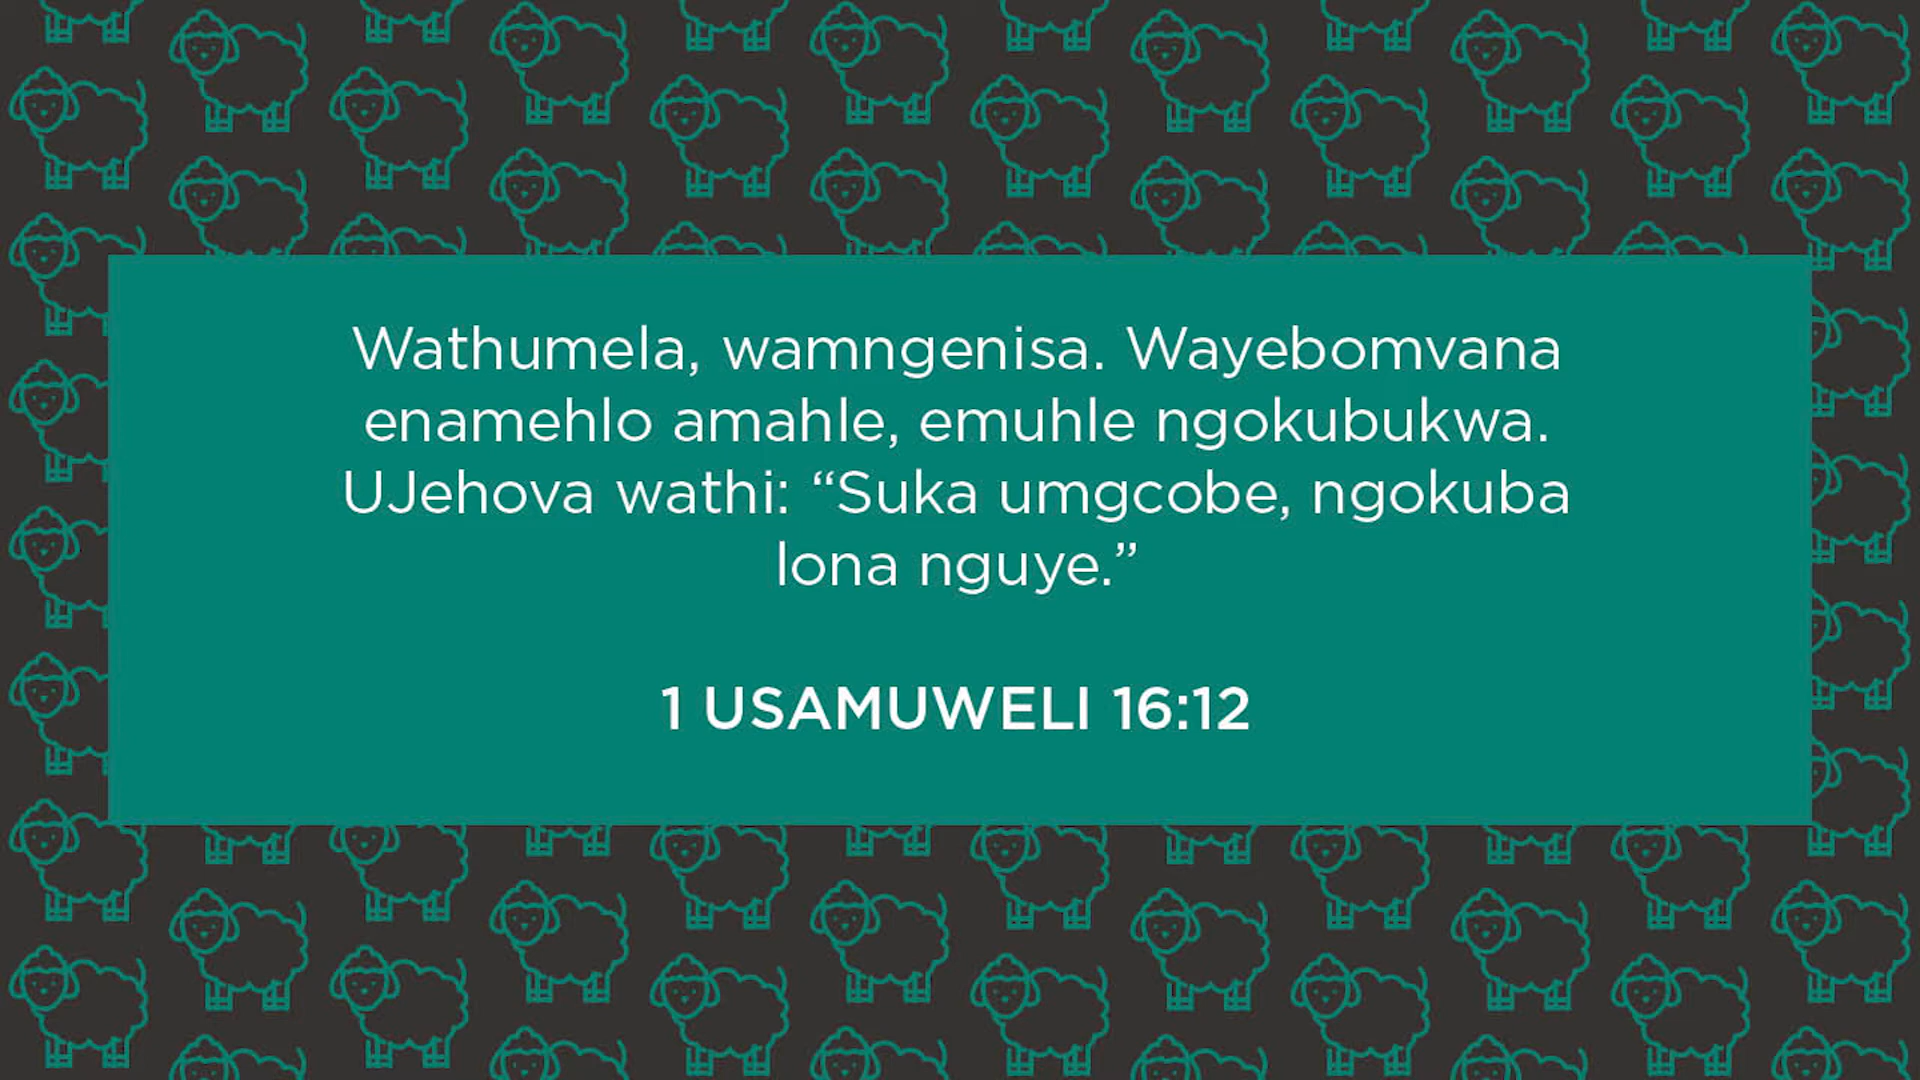 Wathumela, wamngenisa. Wayebomvana
enamehlo amahle, emuhle ngokubukwa.
UJehova wathi: “Suka umgcobe, ngokuba
lona nguye.”
1 USAMUWELI 16:12